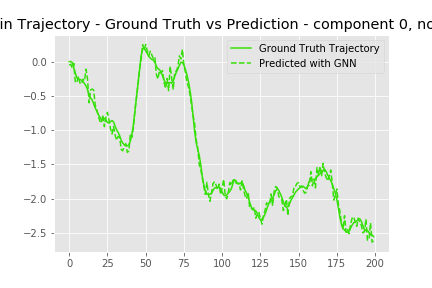 in Trajectory - Ground Truth vs Prediction - component 0, no
Ground Truth Trajectory
Predicted with GNN
0.0
−0.5
−1.0
−1.5
−2.0
−2.5
0 25 50 75 100 125 150 175 200